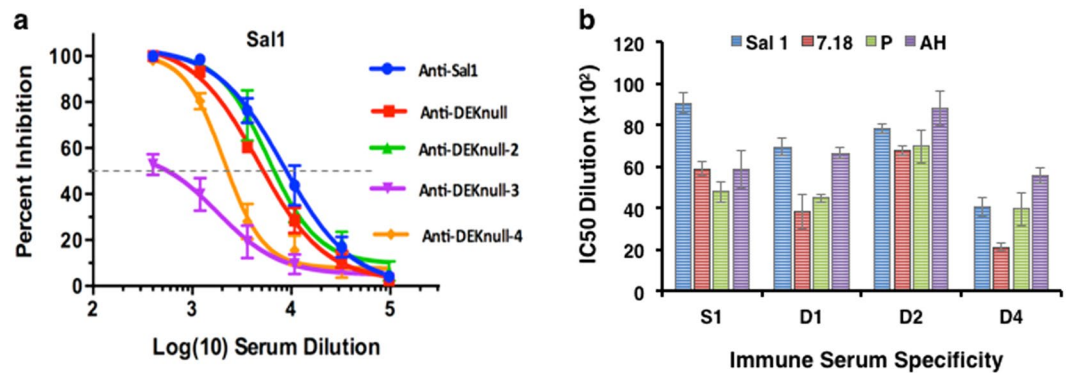 a
Sal1
Percent Inhibition
100
80
60
40
20
0
2 3 4 5
Log(10) Serum Dilution
Anti-Sal1
Anti-DEKnull
Anti-DEKnull-2
Anti-DEKnull-3
Anti-DEKnull-4
b
Sal 1 7.18 P AH
IC50 Dilution (x10²)
120
100
80
60
40
20
0
S1 D1 D2 D4
Immune Serum Specificity